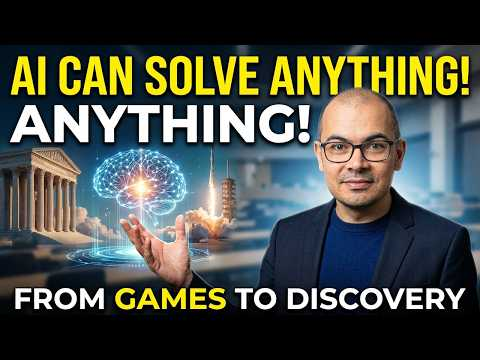 AI CAN SOLVE ANYTHING!
ANYTHING!
FROM GAMES TO DISCOVERY